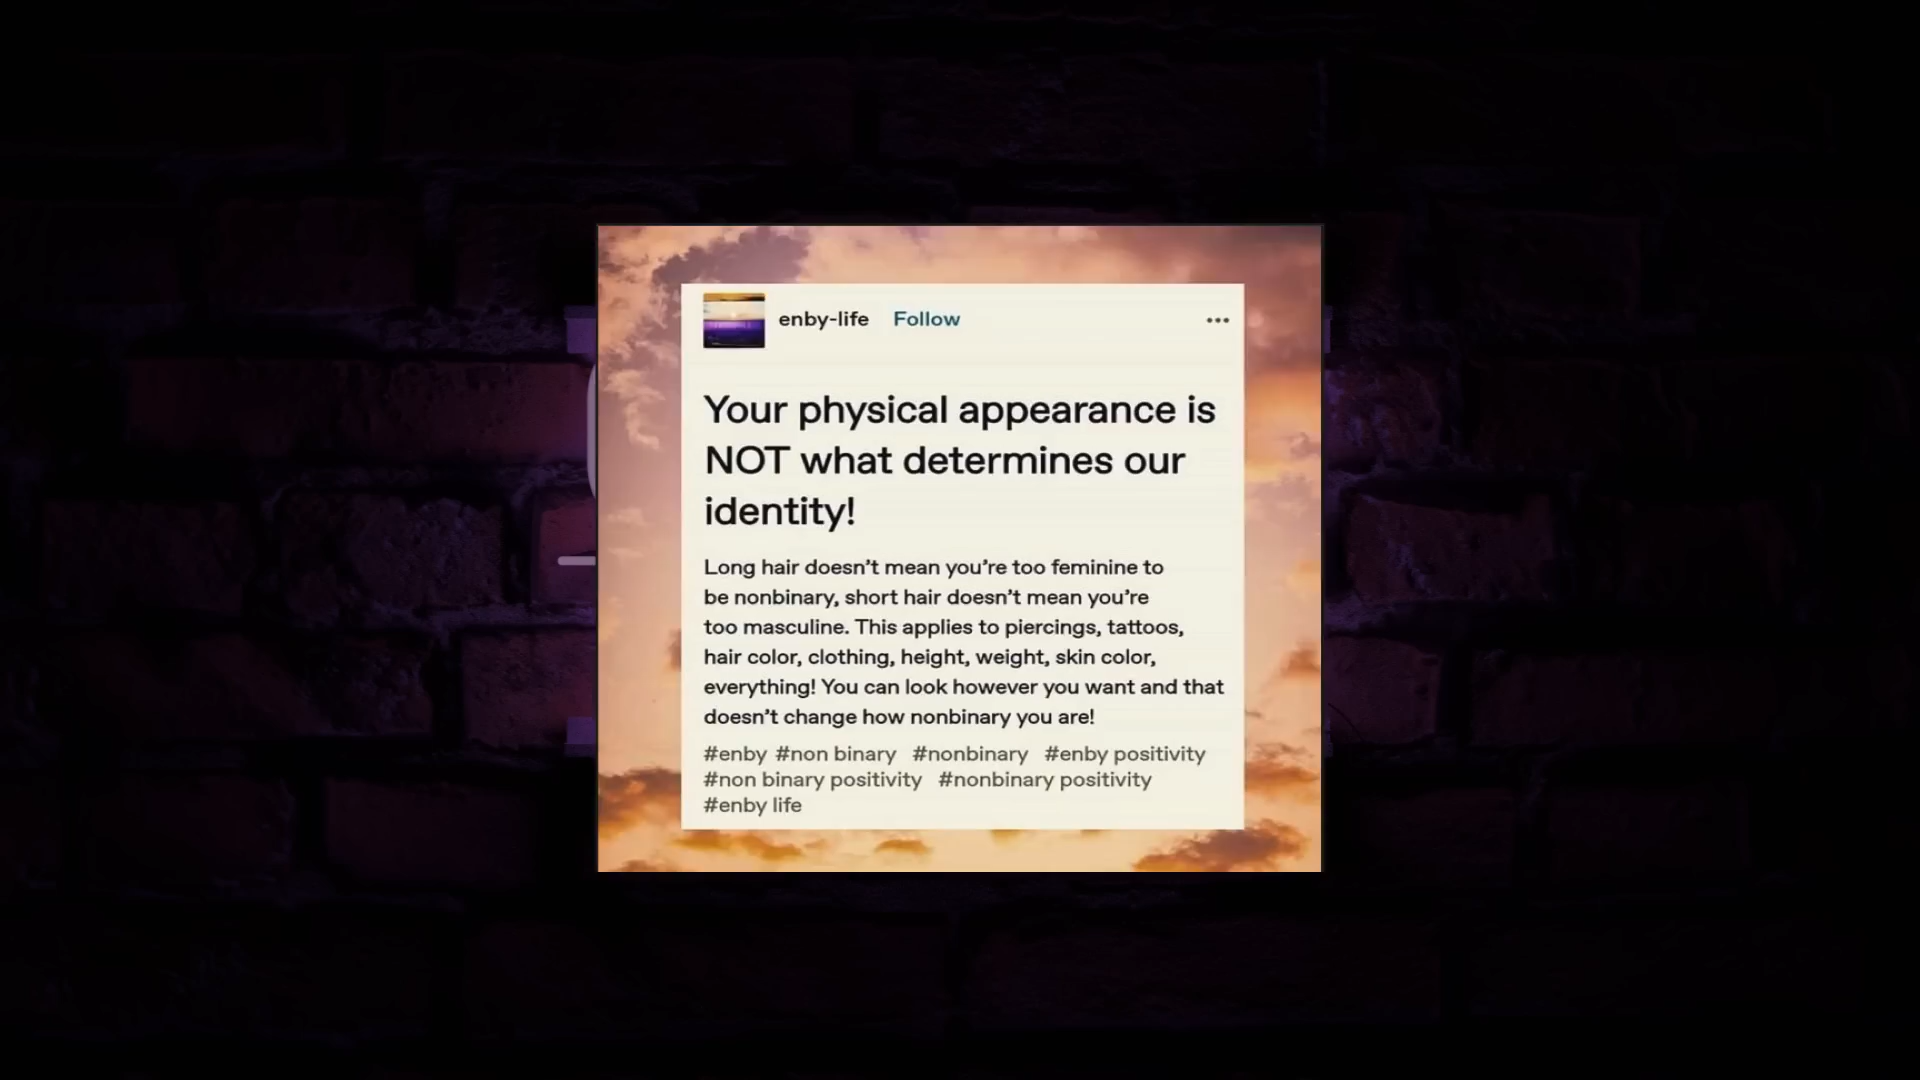 enby-life Follow
Your physical appearance is
NOT what determines our
identity!
Long hair doesn’t mean you’re too feminine to
be nonbinary, short hair doesn’t mean you’re
too masculine. This applies to piercings, tattoos,
hair color, clothing, height, weight, skin color,
everything! You can look however you want and that
doesn’t change how nonbinary you are!
#enby #non binary #nonbinary #enby positivity
#non binary positivity #nonbinary positivity
#enby life